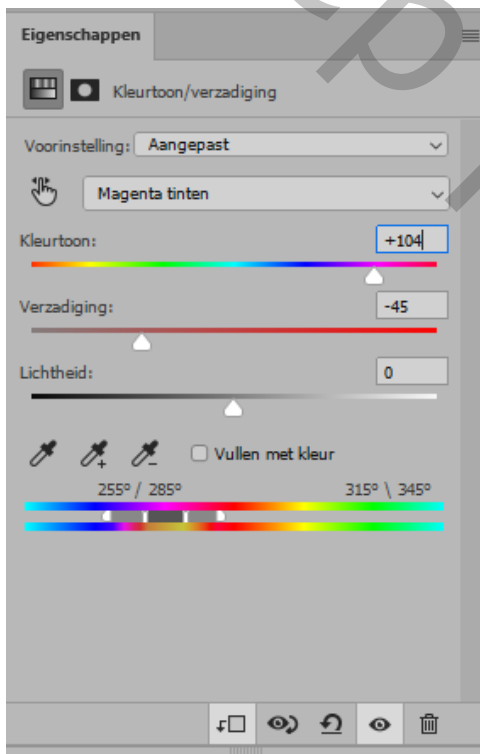 Eigenschappen
Kleurtoon/verzadiging
Voorinstelling: Aangepast
Magenta tinten
Kleurtoon: +104
Verzadiging: -45
Lichtheid: 0
Vullen met kleur
255° / 285° 315° \ 345°